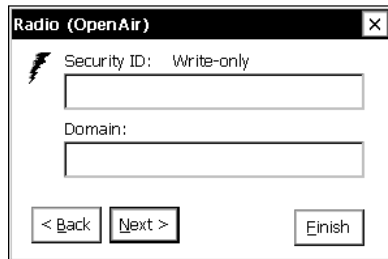 Radio (OpenAir)
Security ID: Write-only
Domain:
< Back Next > Finish